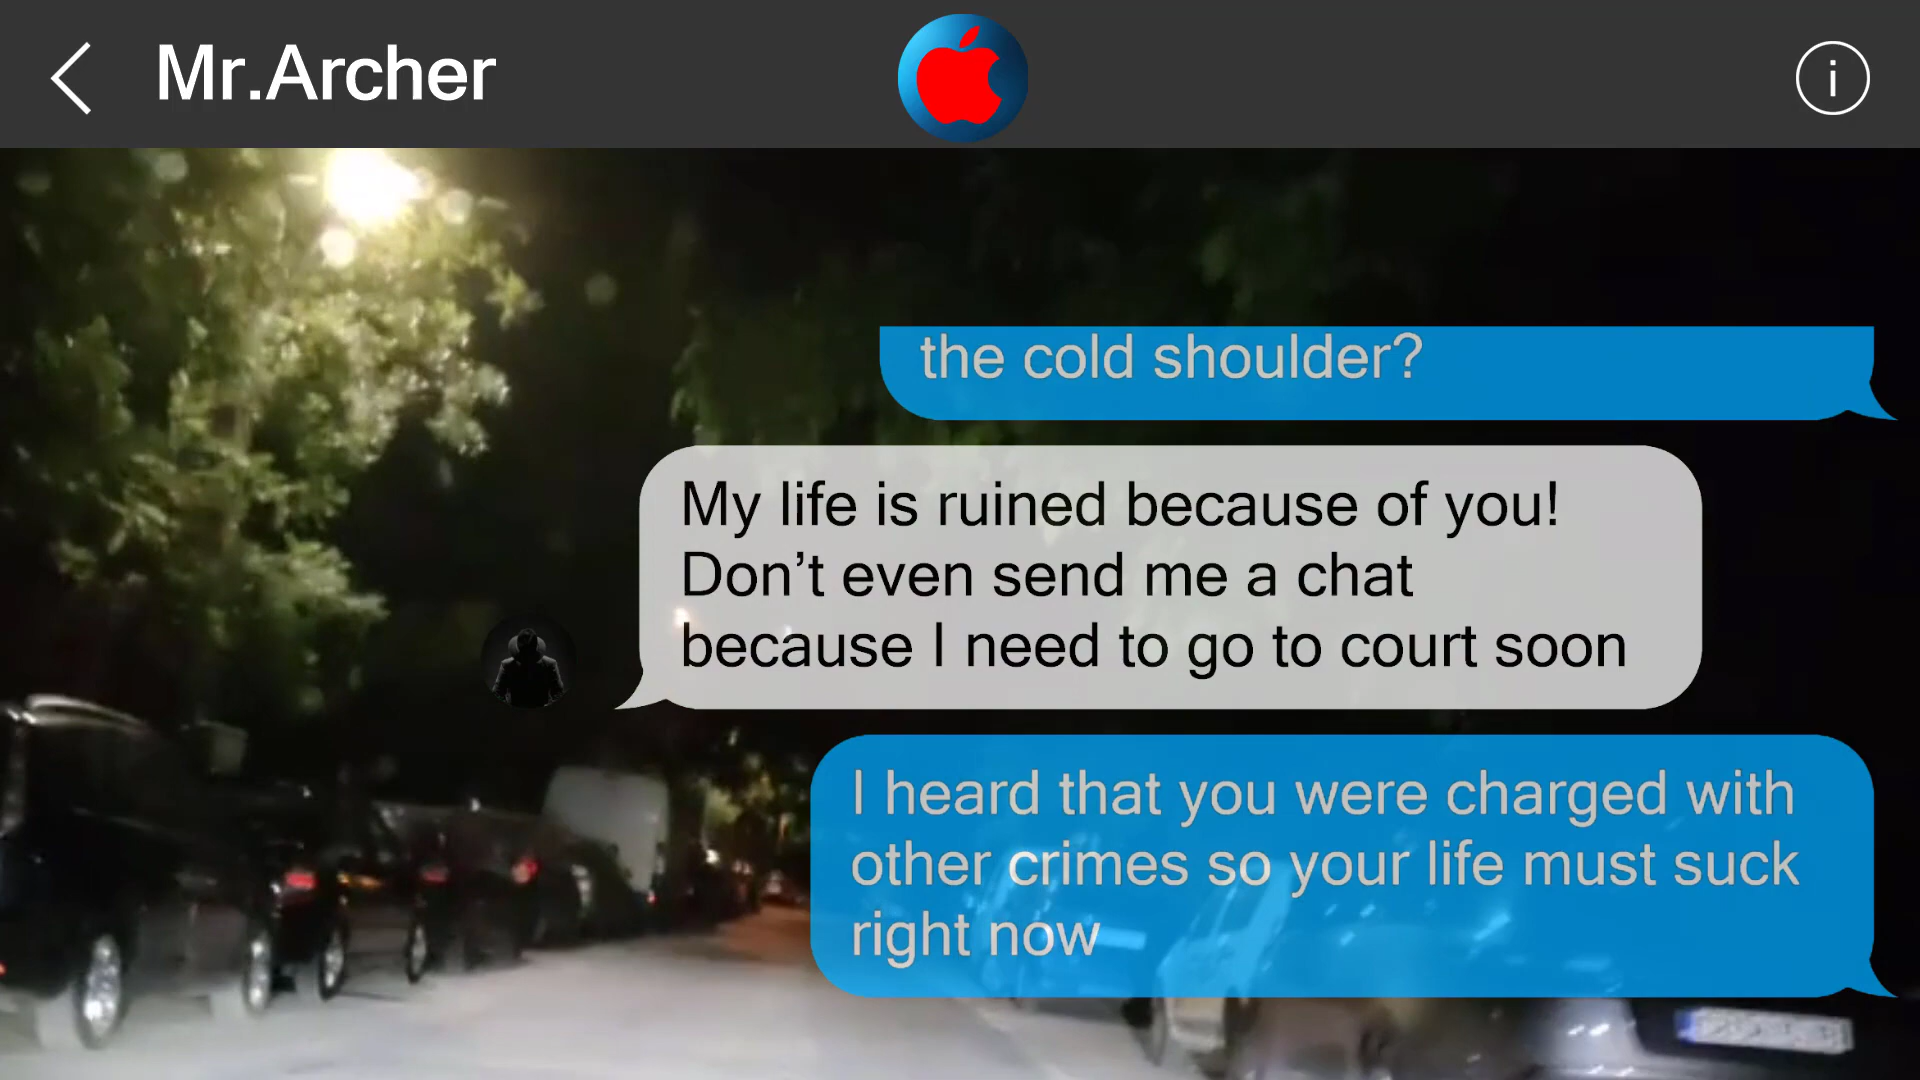 Mr.Archer
i
the cold shoulder?
My life is ruined because of you!
Don’t even send me a chat
because I need to go to court soon
I heard that you were charged with
other crimes so your life must suck
right now